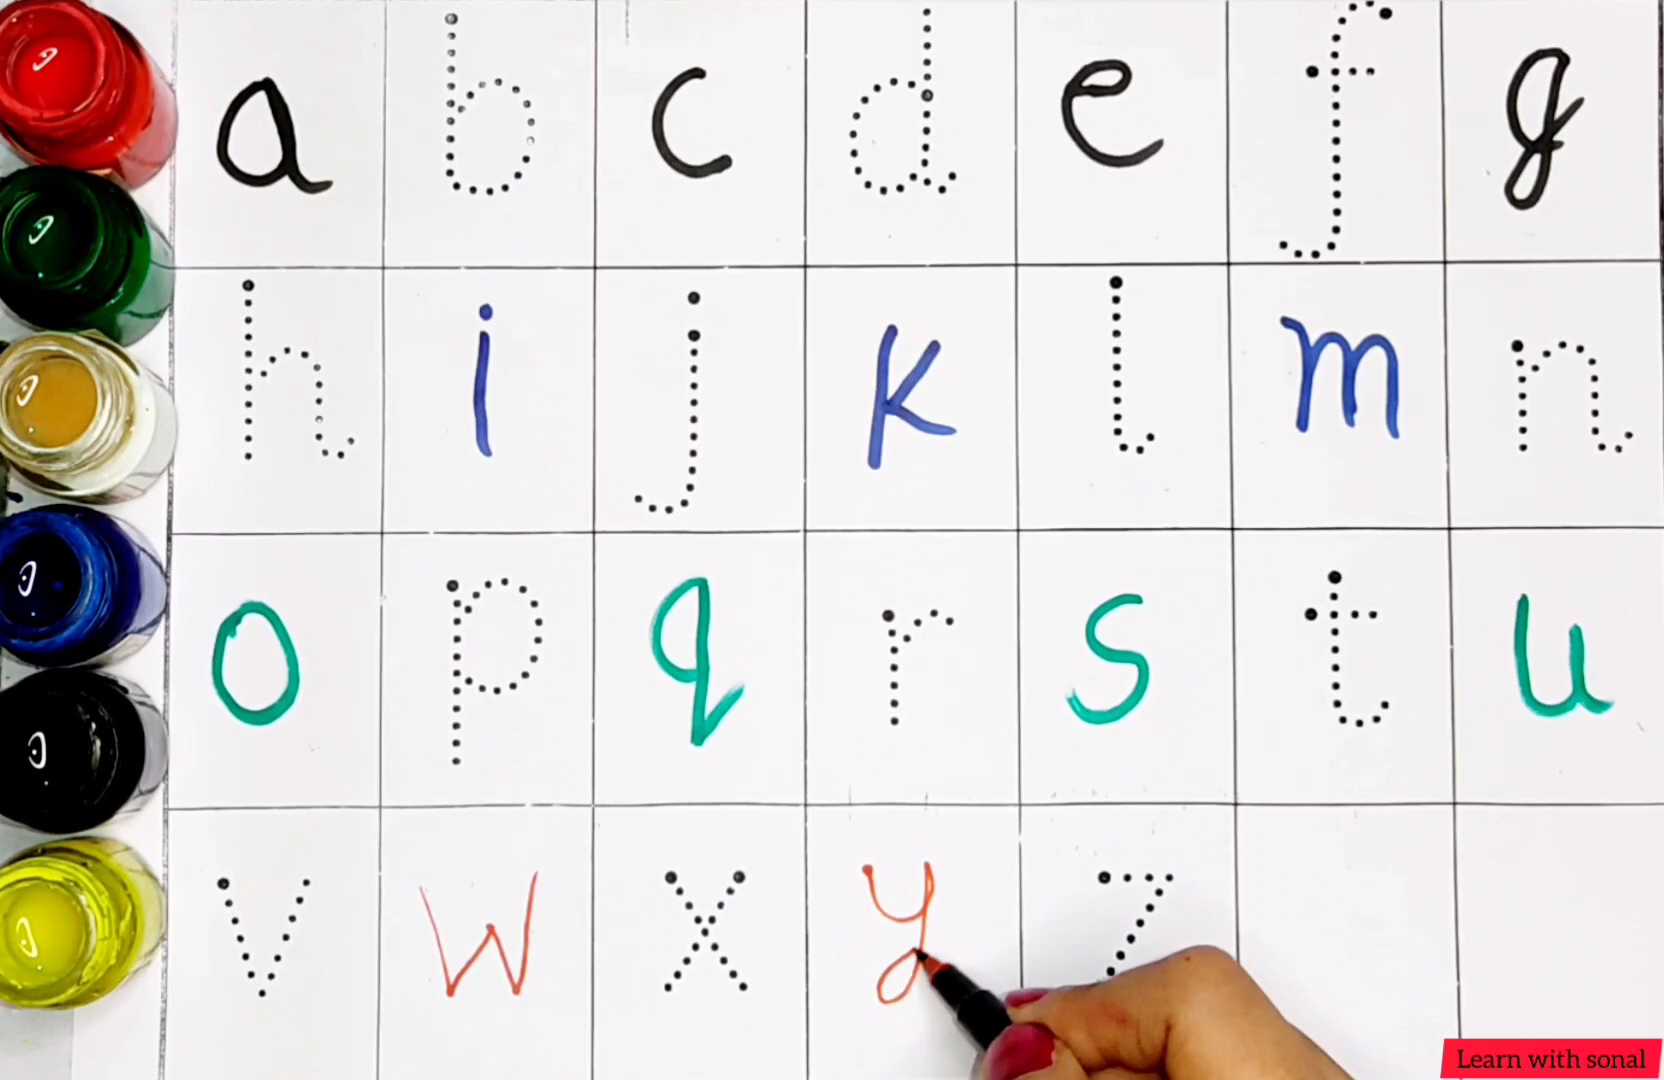 a b c d e f g
h i j k l m n
o p q r s t u
v w x y z
Learn with sonal